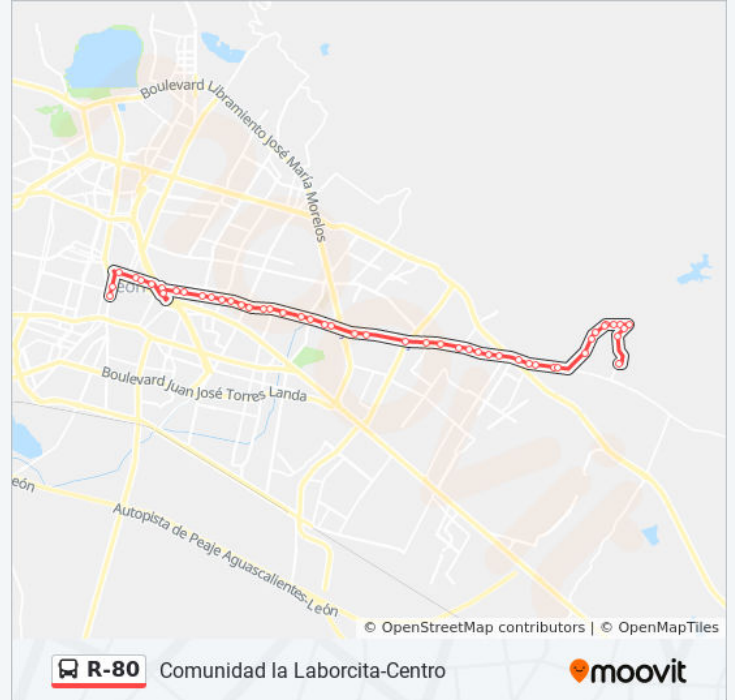 Boulevard Libramiento José María Morelos
León
Boulevard Juan José Torres Landa
eón
Autopista de Peaje Aguascalientes-León
© OpenStreetMap contributors | © OpenMapTiles
R-80 Comunidad la Laborcita-Centro
moovit